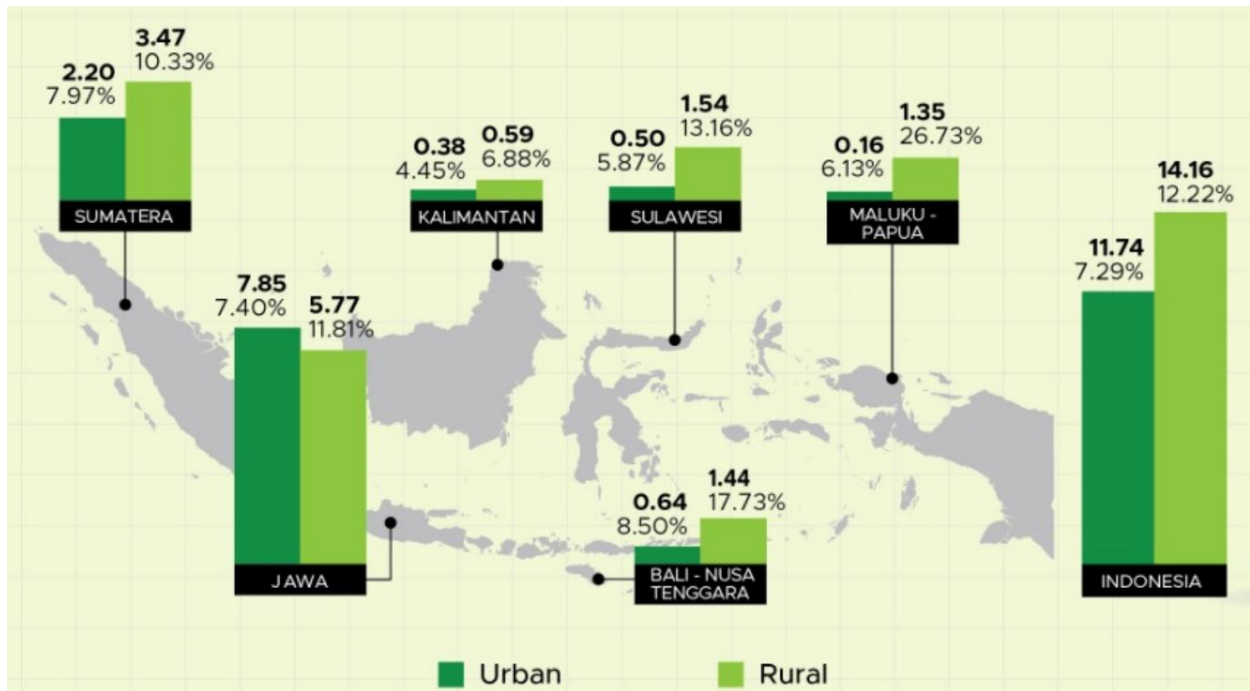 2.20
7.97%
3.47
10.33%
SUMATERA
0.38
4.45%
0.59
6.88%
KALIMANTAN
0.50
5.87%
1.54
13.16%
SULAWESI
0.16
6.13%
1.35
26.73%
MALUKU -
PAPUA
11.74
7.29%
14.16
12.22%
INDONESIA
7.85
7.40%
5.77
11.81%
JAWA
0.64
8.50%
1.44
17.73%
BALI - NUSA
TENGGARA
Urban
Rural